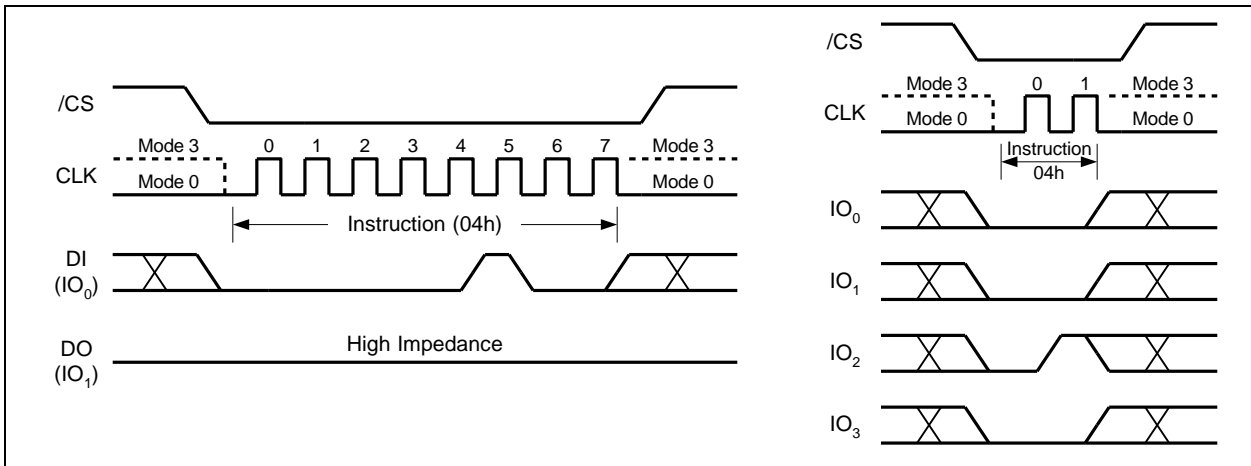 /CS
Mode 3 0 1 2 3 4 5 6 7 Mode 3
CLK Mode 0 Mode 0
Instruction (04h)
DI
(IO0)
High Impedance
DO
(IO1)
/CS
Mode 3 0 1 Mode 3
CLK Mode 0 Mode 0
Instruction
04h
IO0
IO1
IO2
IO3